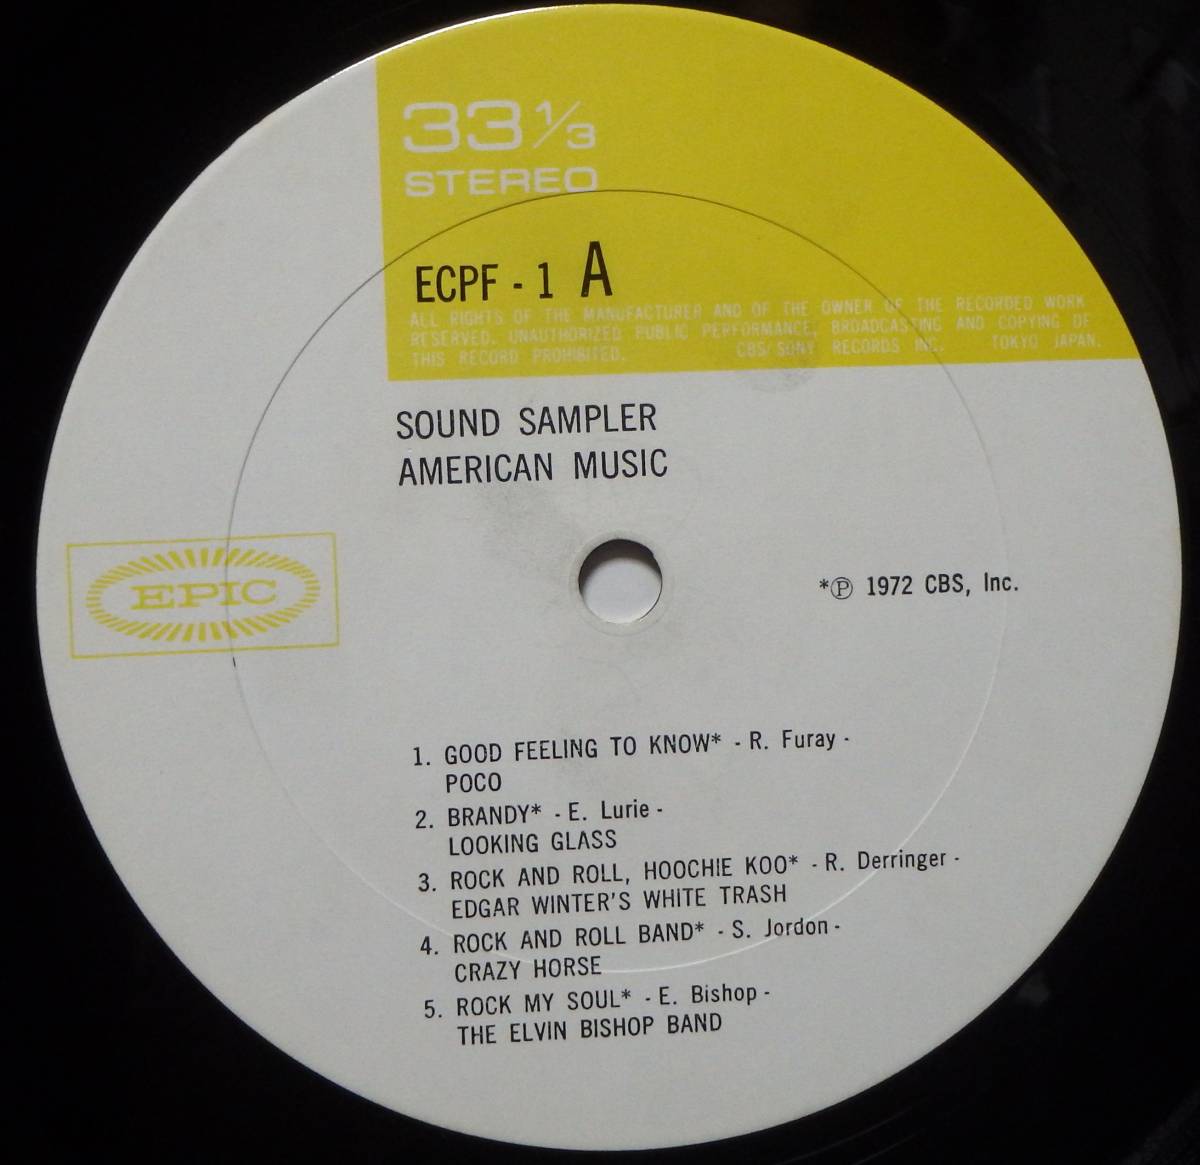 33 1/3
STEREO
ECPF - 1 A
ALL RIGHTS OF THE MANUFACTURER AND OF THE OWNER OF THE RECORDED WORK
RESERVED. UNAUTHORIZED PUBLIC PERFORMANCE, BROADCASTING AND COPYING OF
THIS RECORD PROHIBITED. CBS/SONY RECORDS INC. TOKYO JAPAN.
SOUND SAMPLER
AMERICAN MUSIC
EPIC
*℗ 1972 CBS, Inc.
1. GOOD FEELING TO KNOW* - R. Furay -
POCO
2. BRANDY* - E. Lurie -
LOOKING GLASS
3. ROCK AND ROLL, HOOCHIE KOO* - R. Derringer -
EDGAR WINTER'S WHITE TRASH
4. ROCK AND ROLL BAND* - S. Jordon -
CRAZY HORSE
5. ROCK MY SOUL* - E. Bishop -
THE ELVIN BISHOP BAND